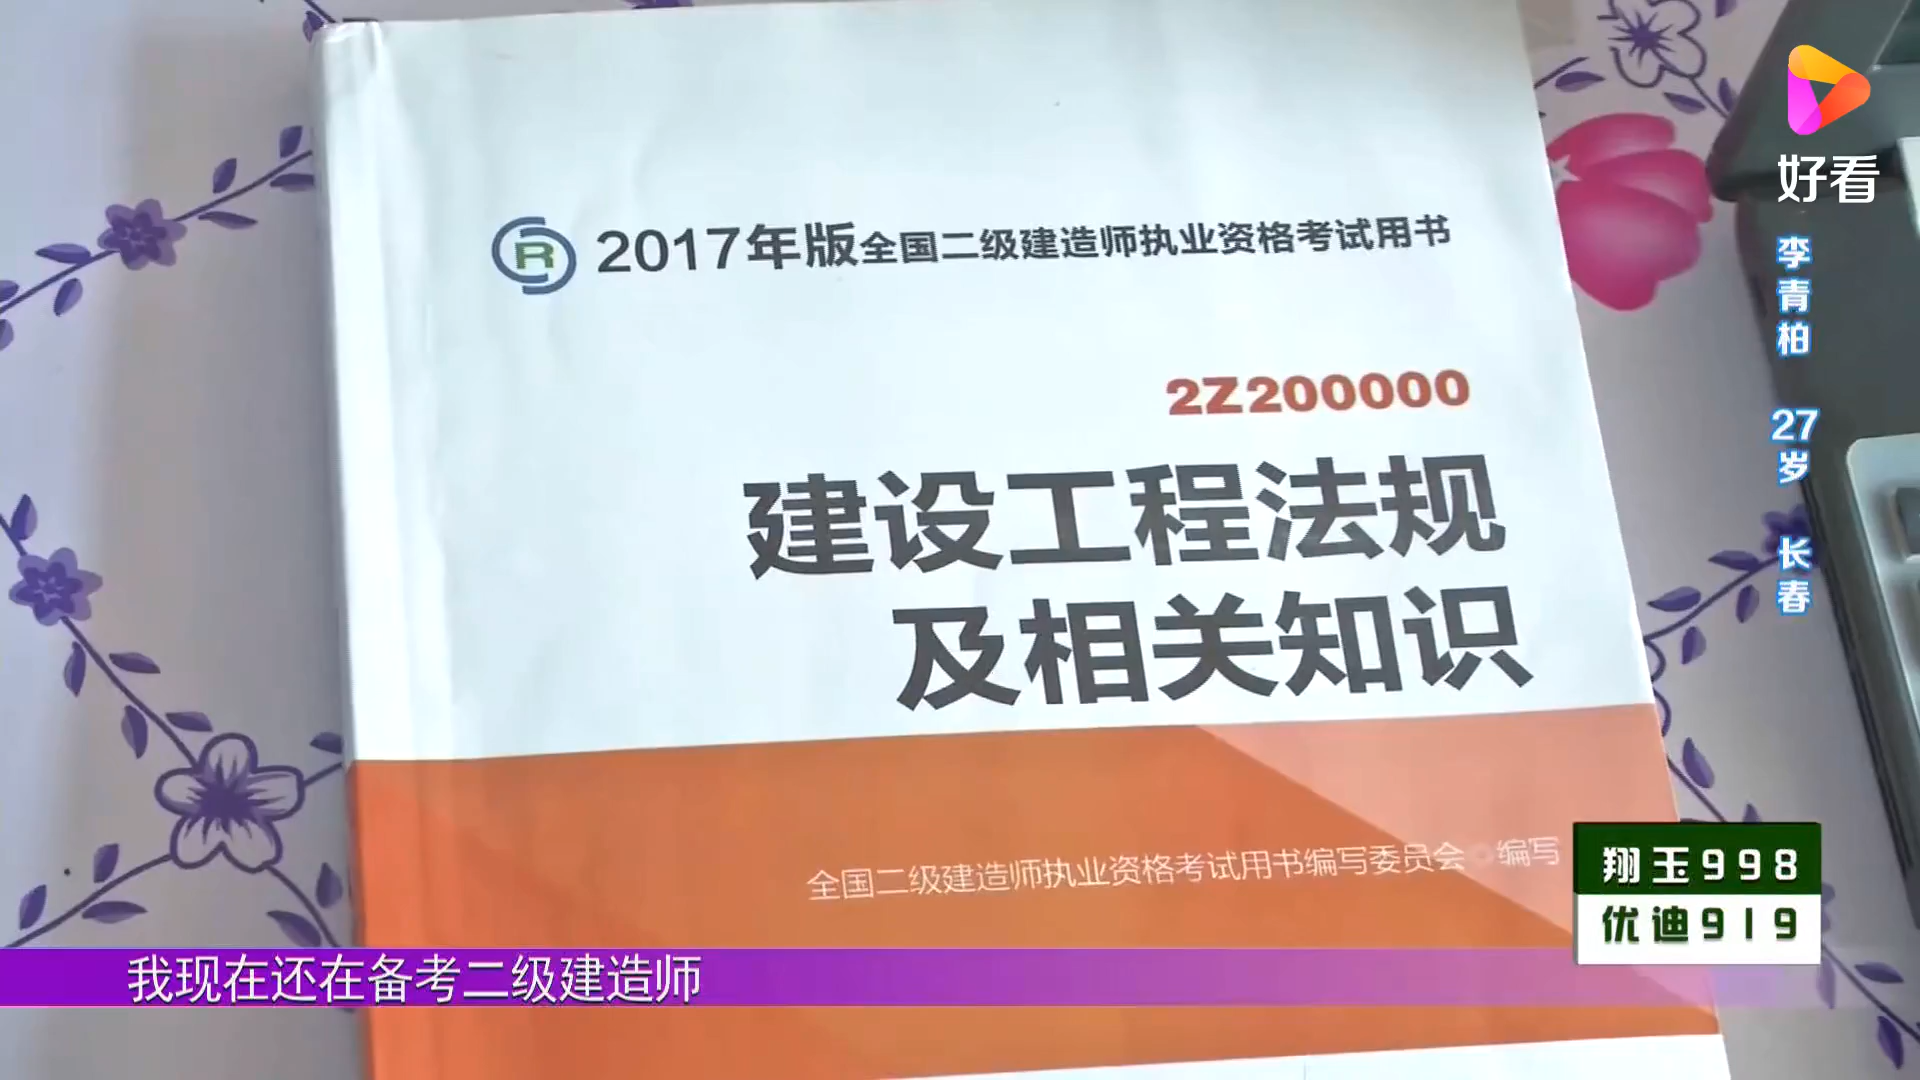 2017年版全国二级建造师执业资格考试用书
2Z200000
建设工程法规
及相关知识
全国二级建造师执业资格考试用书编写委员会 编写
好看
李青柏 27岁 长春
翔玉998
优迪919
我现在还在备考二级建造师
R